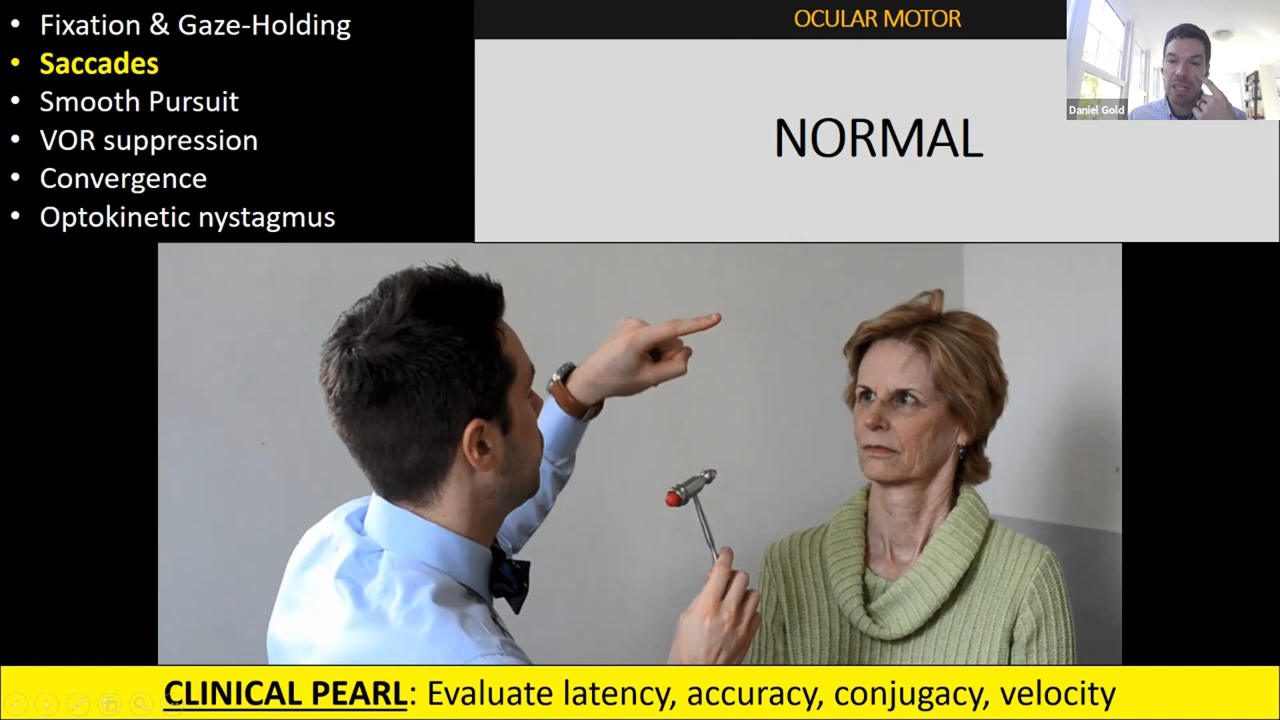 • Fixation & Gaze-Holding
• Saccades
• Smooth Pursuit
• VOR suppression
• Convergence
• Optokinetic nystagmus
OCULAR MOTOR
NORMAL
Daniel Gold
CLINICAL PEARL: Evaluate latency, accuracy, conjugacy, velocity